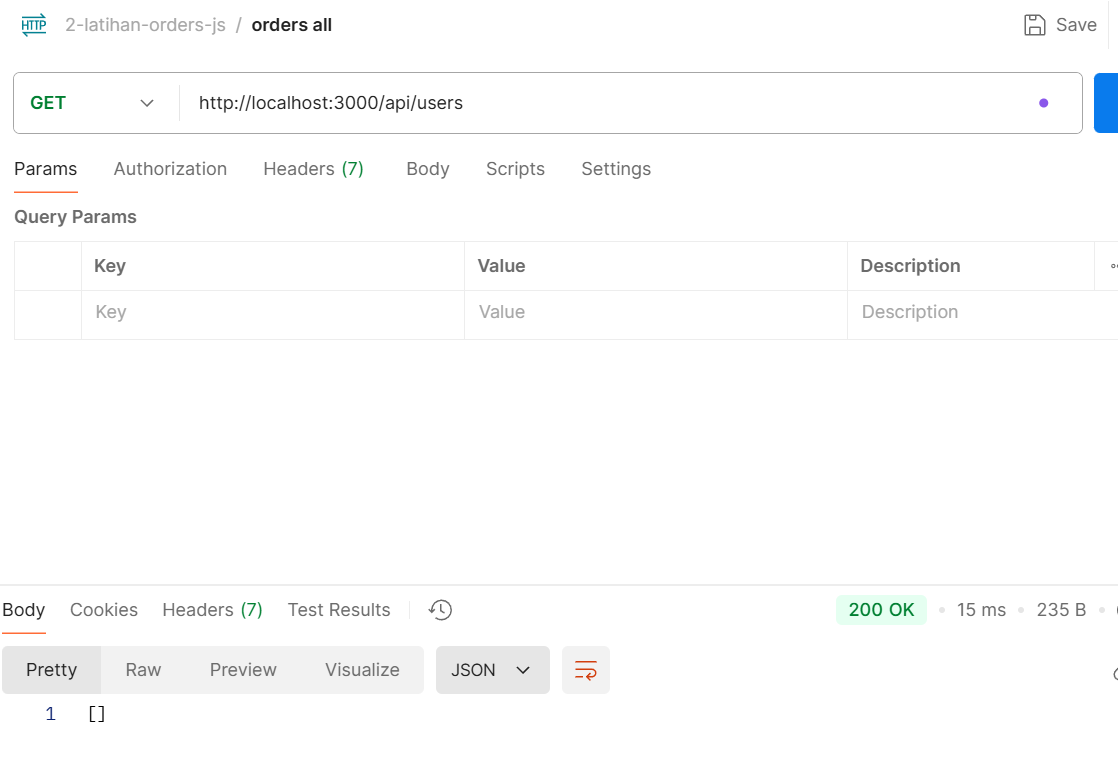 HTTP 2-latihan-orders-js / orders all Save
GET http://localhost:3000/api/users
Params Authorization Headers (7) Body Scripts Settings
Query Params
Key Value Description
Key Value Description
Body Cookies Headers (7) Test Results 200 OK 15 ms 235 B
Pretty Raw Preview Visualize JSON
1 []